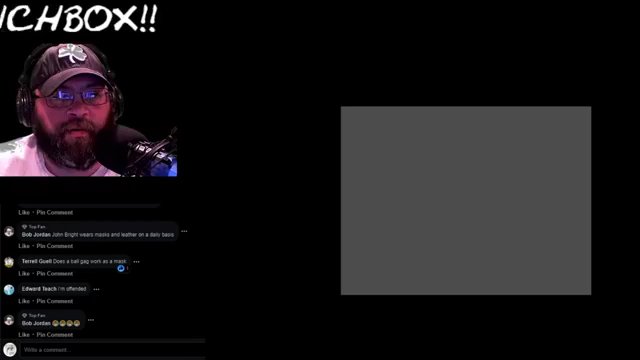 NCHBOX!!
Like · Pin Comment
Top Fan
Bob Jordan John Bright wears masks and leather on a daily basis
Like · Pin Comment
Terrell Guell Does a ball gag work as a mask
1
Like · Pin Comment
Edward Teach I'm offended
Like · Pin Comment
Top Fan
Bob Jordan 😂😂😂😂
Like · Pin Comment
Write a comment...